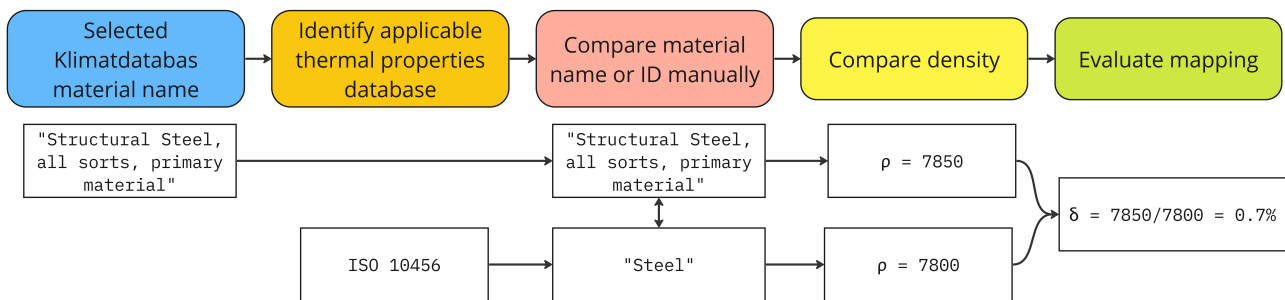 Selected
Klimatdatabas
material name
Identify applicable
thermal properties
database
Compare material
name or ID manually
Compare density
Evaluate mapping
"Structural Steel,
all sorts, primary
material"
"Structural Steel,
all sorts, primary
material"
ρ = 7850
δ = 7850/7800 = 0.7%
ISO 10456
"Steel"
ρ = 7800